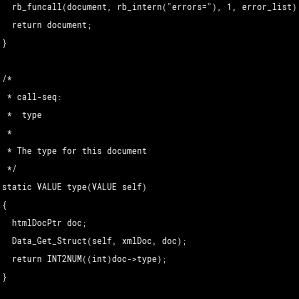 rb_funcall(document, rb_intern("errors="), 1, error_list)
return document;
}
/*
* call-seq:
*  type
*
* The type for this document
*/
static VALUE type(VALUE self)
{
htmlDocPtr doc;
Data_Get_Struct(self, xmlDoc, doc);
return INT2NUM((int)doc->type);
}